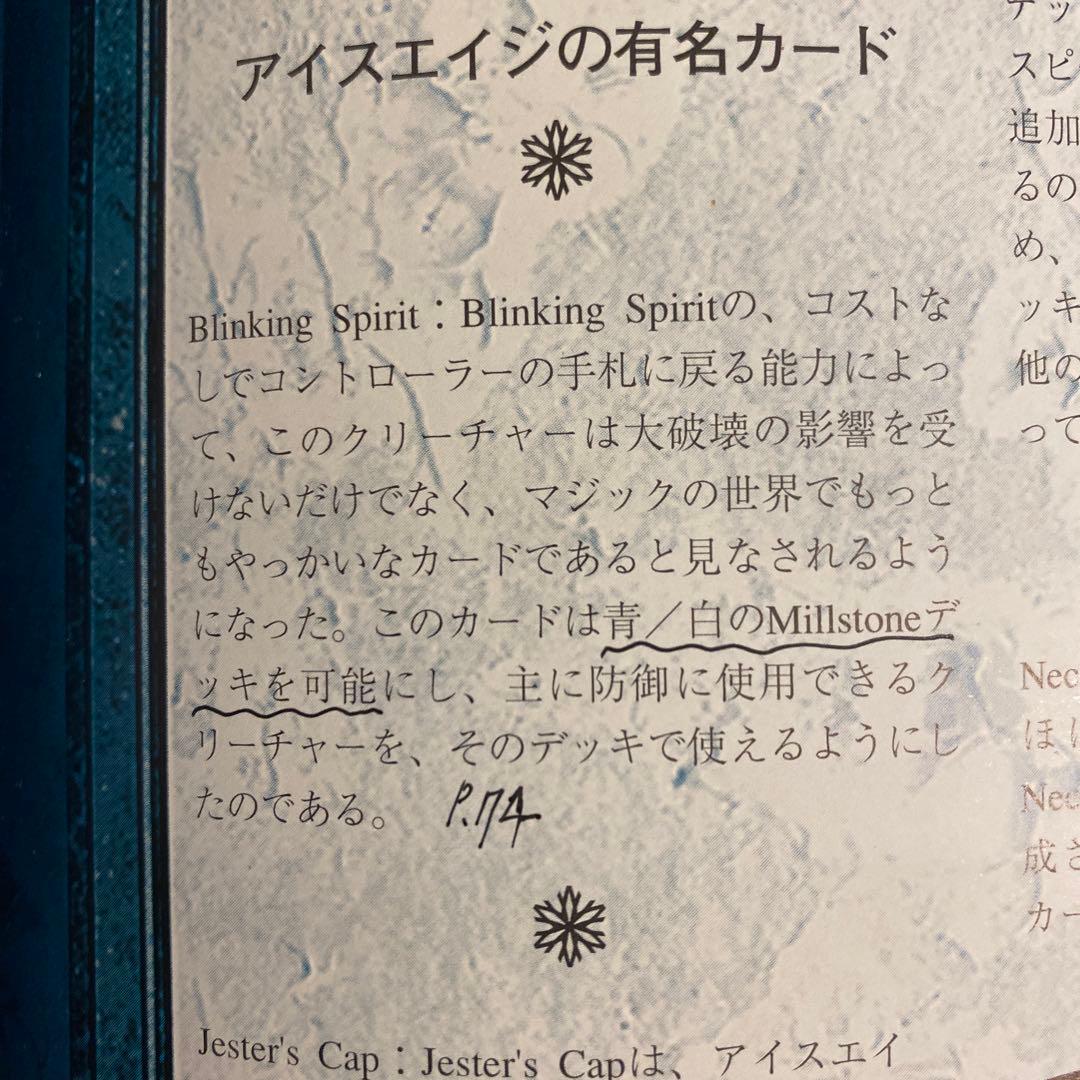 アイスエイジの有名カード
Blinking Spirit：Blinking Spiritの、コストな
しでコントローラーの手札に戻る能力によっ
て、このクリーチャーは大破壊の影響を受
けないだけでなく、マジックの世界でもっと
もやっかいなカードであると見なされるよう
になった。このカードは青／白のMillstoneデ
ッキを可能にし、主に防御に使用できるク
リーチャーを、そのデッキで使えるようにし
たのである。 P.74
Jester's Cap：Jester's Capは、アイスエイ
スピ
追加
るの
め、
ッキ
他の
って
Nec
ほ
Nec
成さ
カー